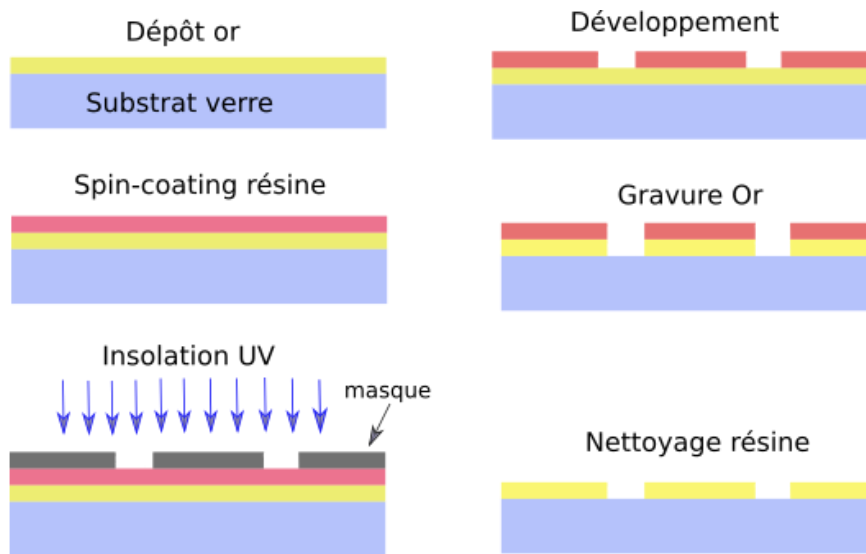 Dépôt or
Substrat verre
Spin-coating résine
Insolation UV
masque
Développement
Gravure Or
Nettoyage résine